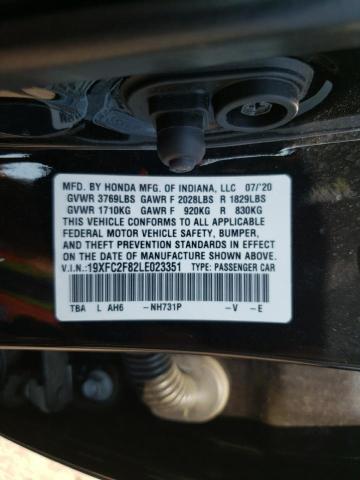 MFD. BY HONDA MFG. OF INDIANA, LLC 07/'20
GVWR 3769LBS GAWR F 2028LBS R 1829LBS
GVWR 1710KG GAWR F 920KG R 830KG
THIS VEHICLE CONFORMS TO ALL APPLICABLE
FEDERAL MOTOR VEHICLE SAFETY, BUMPER,
AND THEFT PREVENTION STANDARDS IN EFFECT
ON THE DATE OF MANUFACTURE SHOWN ABOVE.
V.I.N.:19XFC2F82LE023351 TYPE: PASSENGER CAR
TBA L AH6 -NH731P -V -E